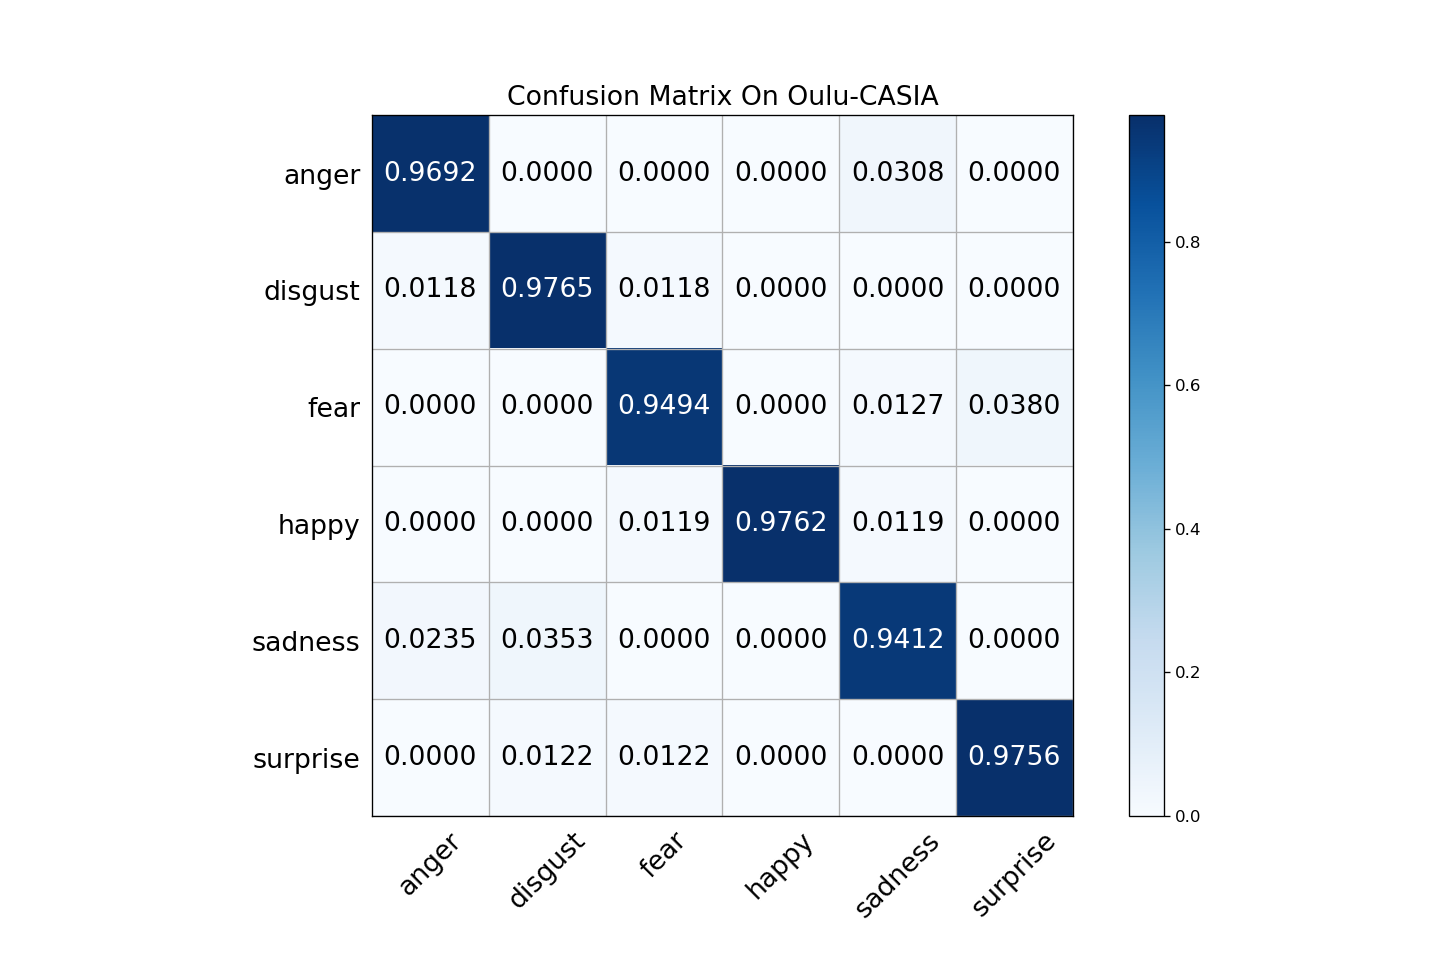 Confusion Matrix On Oulu-CASIA
anger 0.9692 0.0000 0.0000 0.0000 0.0308 0.0000
disgust 0.0118 0.9765 0.0118 0.0000 0.0000 0.0000
fear 0.0000 0.0000 0.9494 0.0000 0.0127 0.0380
happy 0.0000 0.0000 0.0119 0.9762 0.0119 0.0000
sadness 0.0235 0.0353 0.0000 0.0000 0.9412 0.0000
surprise 0.0000 0.0122 0.0122 0.0000 0.0000 0.9756
anger disgust fear happy sadness surprise
0.8
0.6
0.4
0.2
0.0